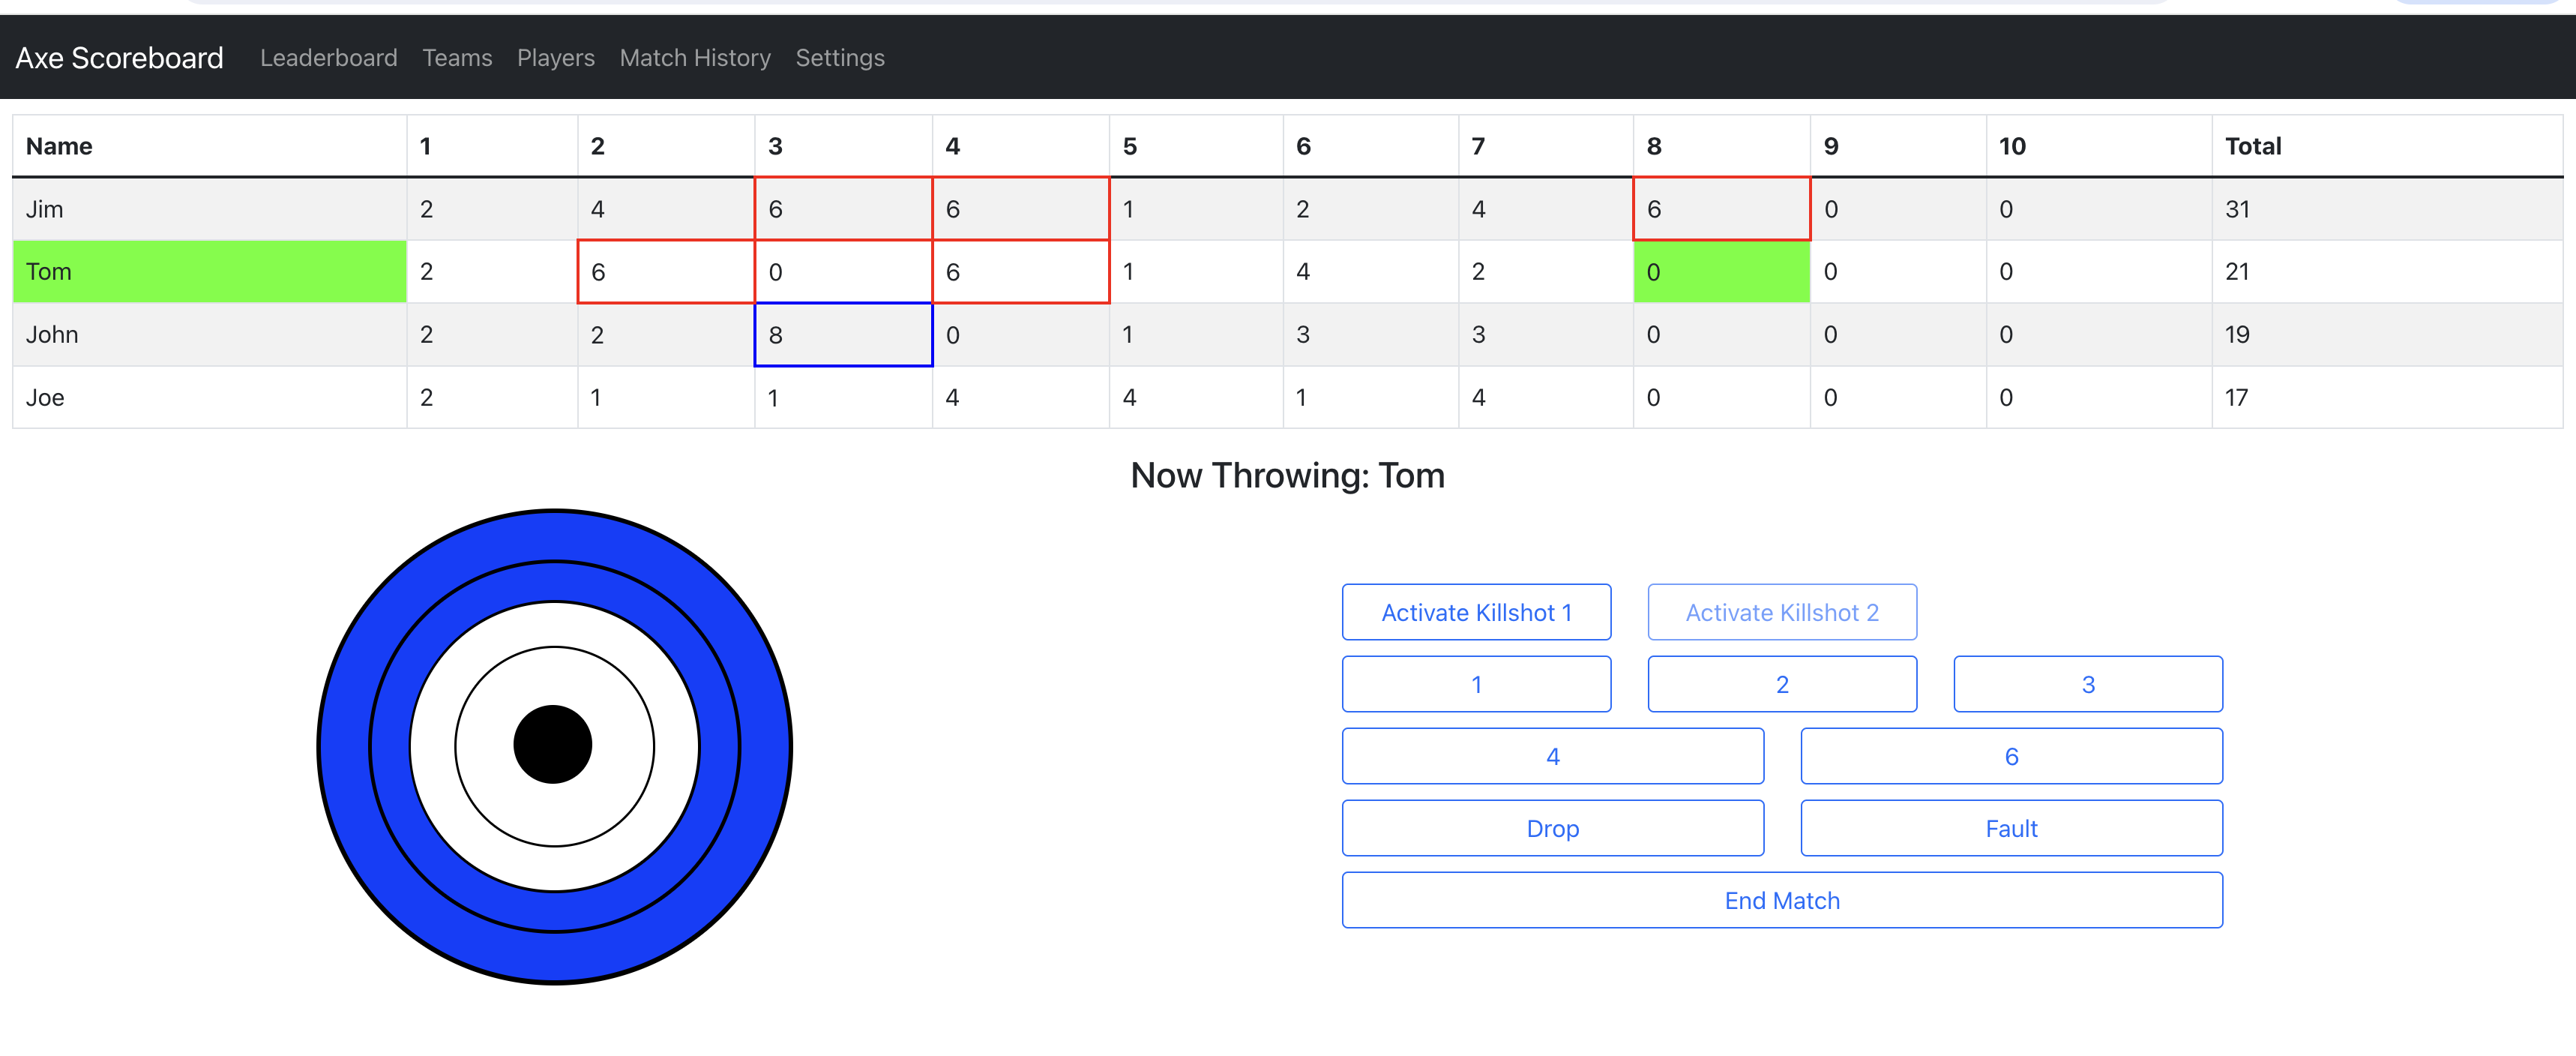 Axe Scoreboard Leaderboard Teams Players Match History Settings
Name 1 2 3 4 5 6 7 8 9 10 Total
Jim 2 4 6 6 1 2 4 6 0 0 31
Tom 2 6 0 6 1 4 2 0 0 0 21
John 2 2 8 0 1 3 3 0 0 0 19
Joe 2 1 1 4 4 1 4 0 0 0 17
Now Throwing: Tom
Activate Killshot 1 Activate Killshot 2
1 2 3
4 6
Drop Fault
End Match